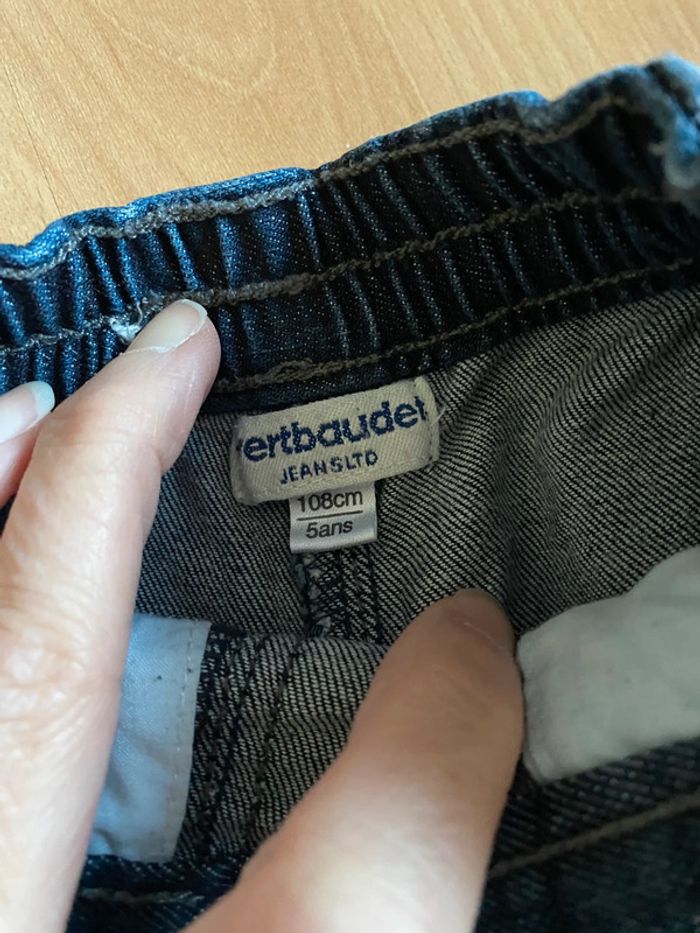 ertbaudet
JEANS LTD
108cm
5ans